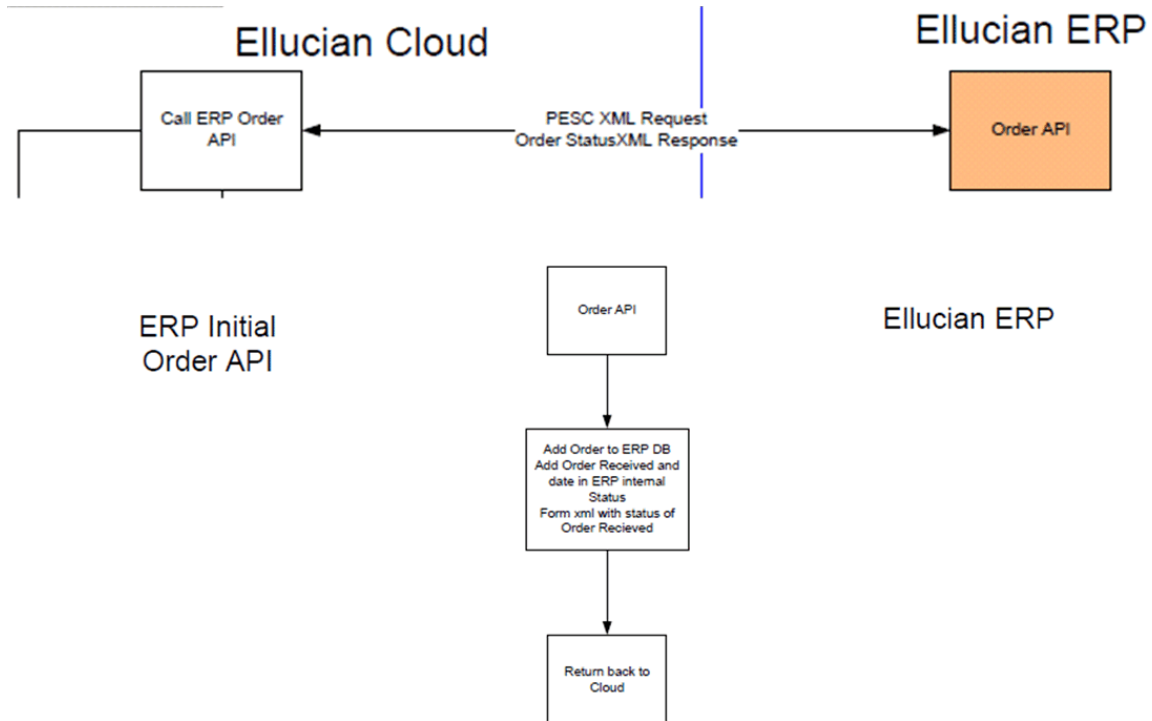 Ellucian Cloud
Ellucian ERP
Call ERP Order
API
PESC XML Request
Order StatusXML Response
Order API
ERP Initial
Order API
Order API
Ellucian ERP
Add Order to ERP DB
Add Order Received and
date in ERP internal
Status
Form xml with status of
Order Recieved
Return back to
Cloud